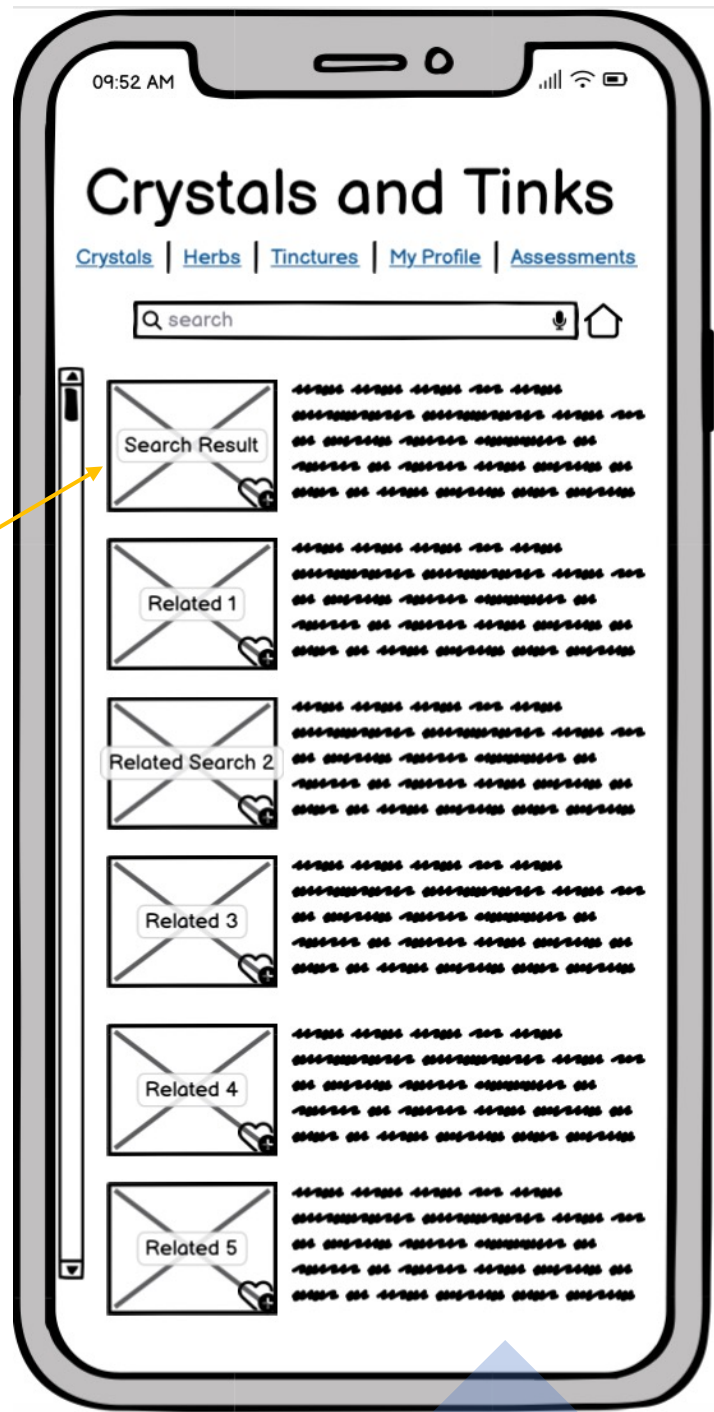 09:52 AM
Crystals and Tinks
Crystals | Herbs | Tinctures | My Profile | Assessments
search
Search Result
Related 1
Related Search 2
Related 3
Related 4
Related 5